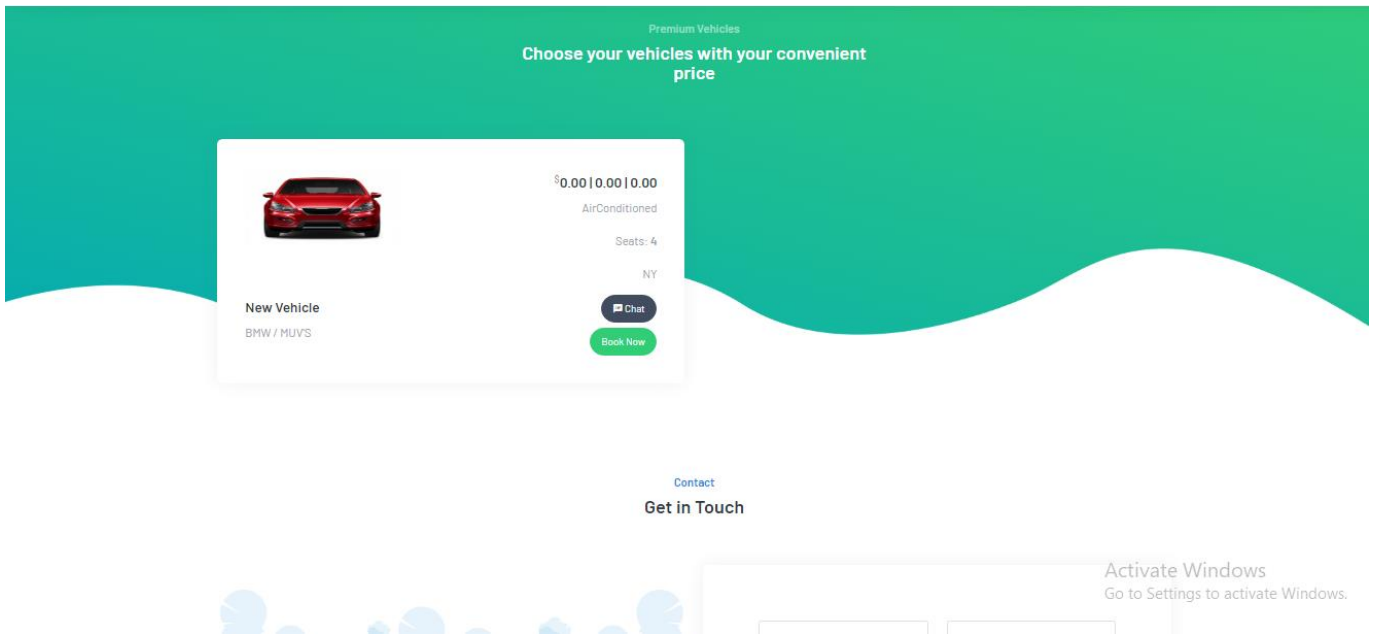 Premium Vehicles
Choose your vehicles with your convenient
price
$0.00 | 0.00 | 0.00
AirConditioned
Seats: 4
NY
New Vehicle
Chat
BMW / MUV'S
Book Now
Contact
Get in Touch
Activate Windows
Go to Settings to activate Windows.